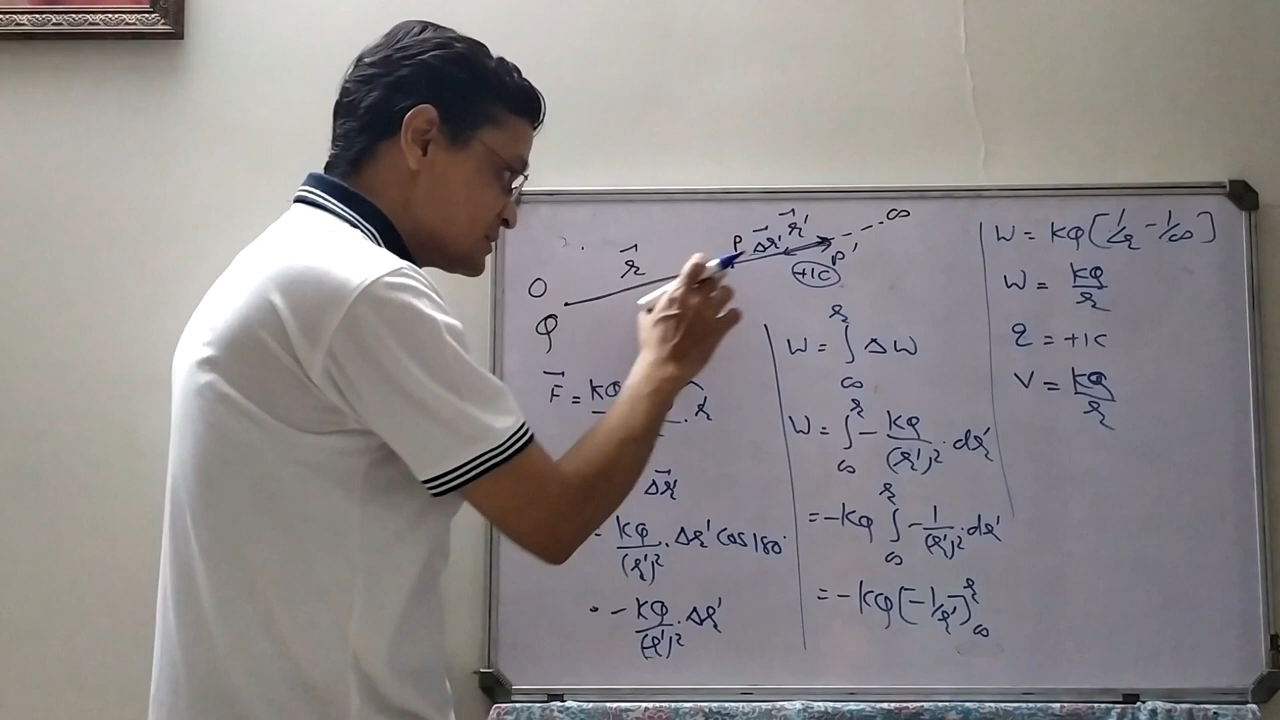 ∞
r⃗'
P Δr⃗'
r⃗
P'
+1C
O
Q
F⃗ = KQ . r̂
Δr⃗'
= KQ/(r')² . Δr' Cos 180°
= - KQ/(r')² . Δr'
W = ∫_∞^r ΔW
W = ∫_∞^r - KQ/(r')² . dr'
= -KQ ∫_∞^r - 1/(r')² . dr'
= -KQ [-1/r']_∞^r
W = KQ [1/r - 1/∞]
W = KQ/r
q = +1C
V = KQ/r